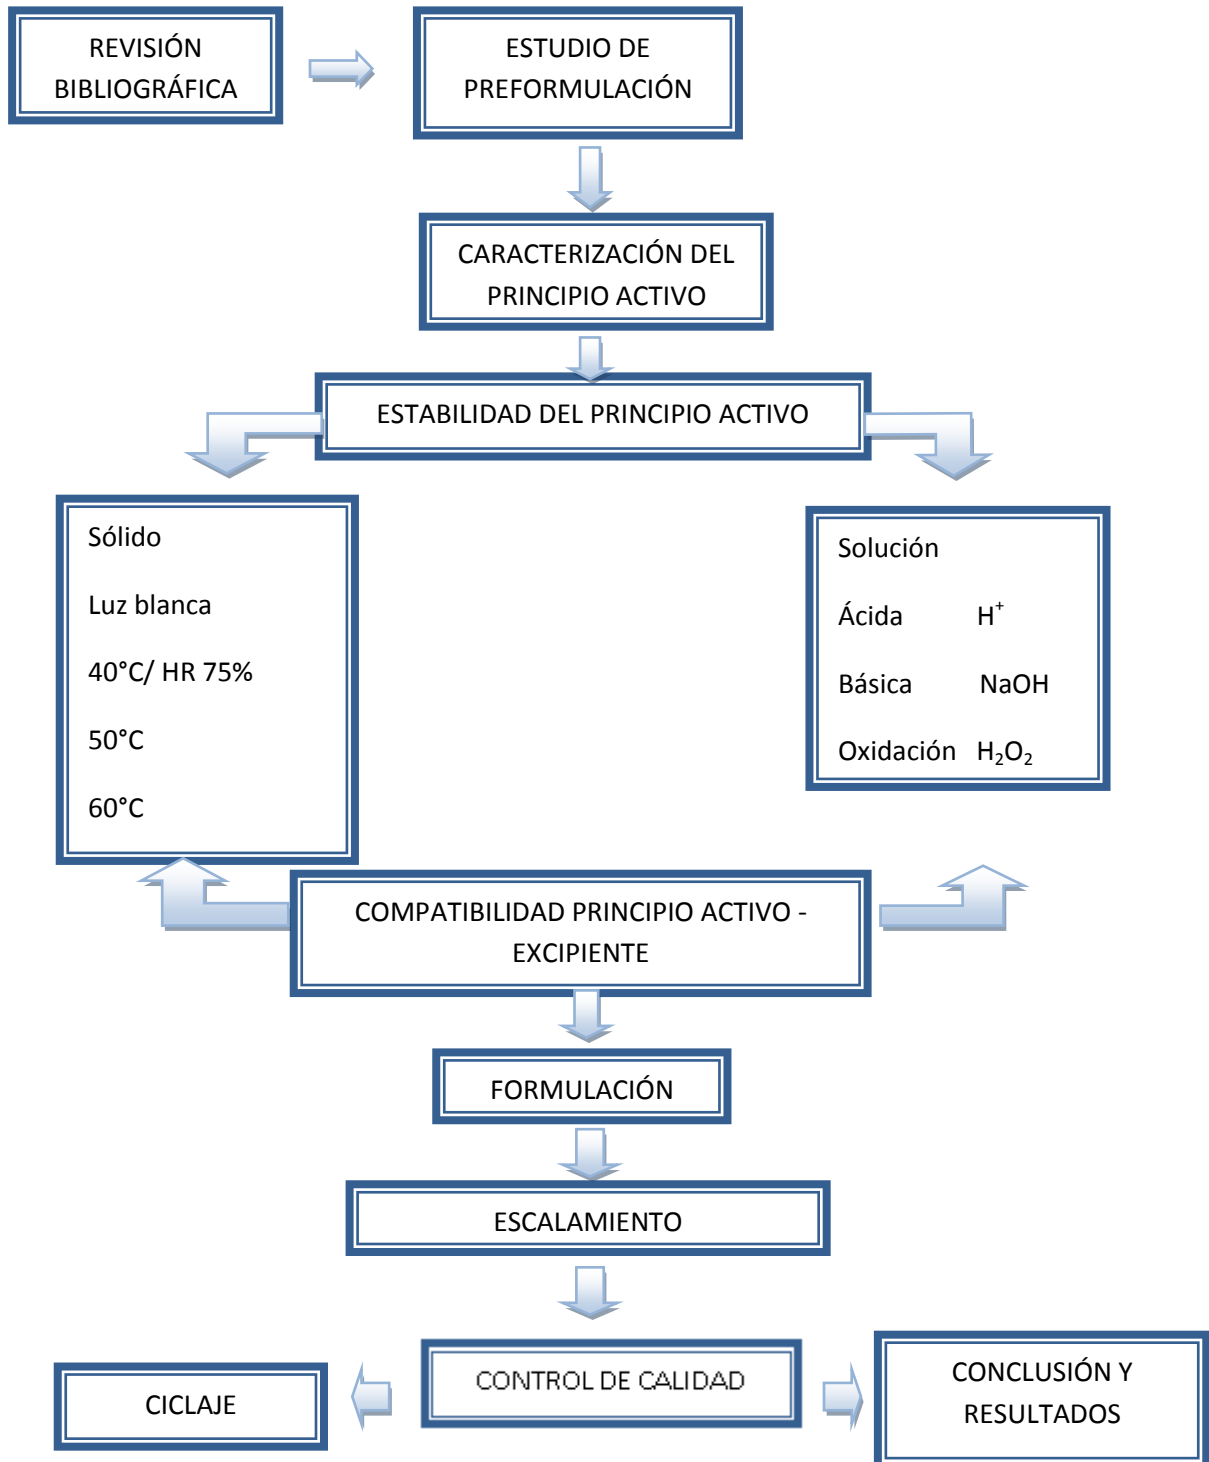 REVISIÓN
BIBLIOGRÁFICA
ESTUDIO DE
PREFORMULACIÓN
CARACTERIZACIÓN DEL
PRINCIPIO ACTIVO
ESTABILIDAD DEL PRINCIPIO ACTIVO
Sólido
Luz blanca
40°C/ HR 75%
50°C
60°C
Solución
Ácida H⁺
Básica NaOH
Oxidación H₂O₂
COMPATIBILIDAD PRINCIPIO ACTIVO -
EXCIPIENTE
FORMULACIÓN
ESCALAMIENTO
CONTROL DE CALIDAD
CICLAJE
CONCLUSIÓN Y
RESULTADOS